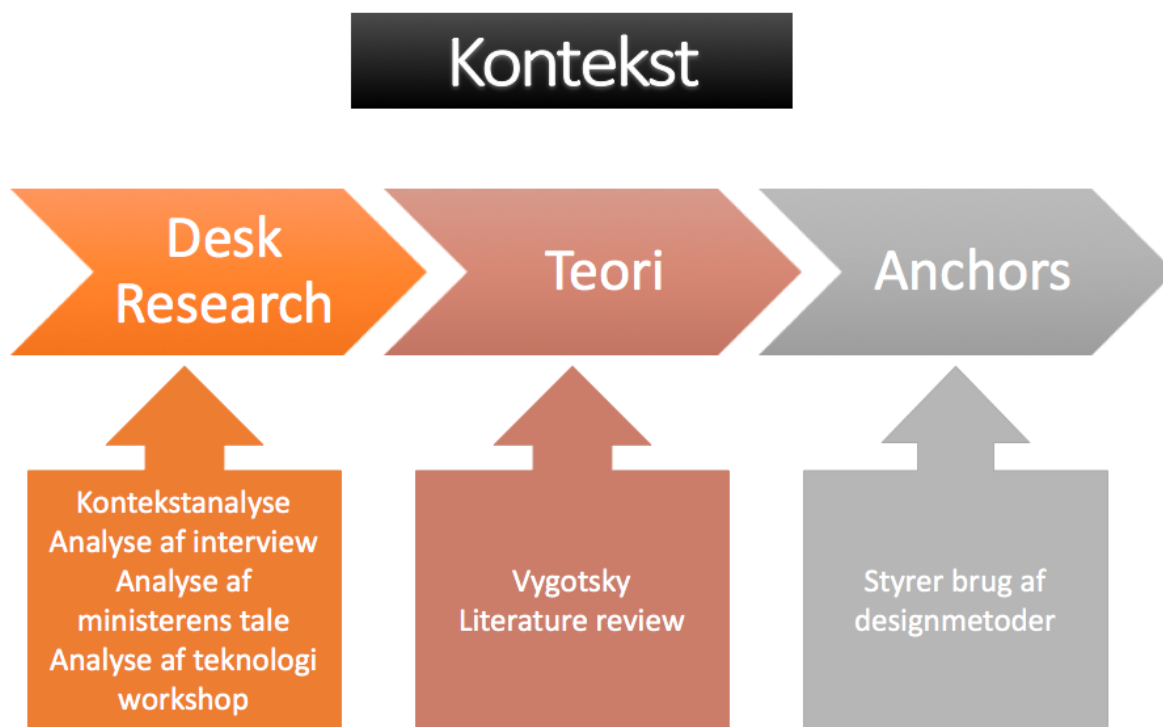 Kontekst
Desk
Research
Teori
Anchors
Kontekstanalyse
Analyse af interview
Analyse af
ministerens tale
Analyse af teknologi
workshop
Vygotsky
Literature review
Styrer brug af
designmetoder